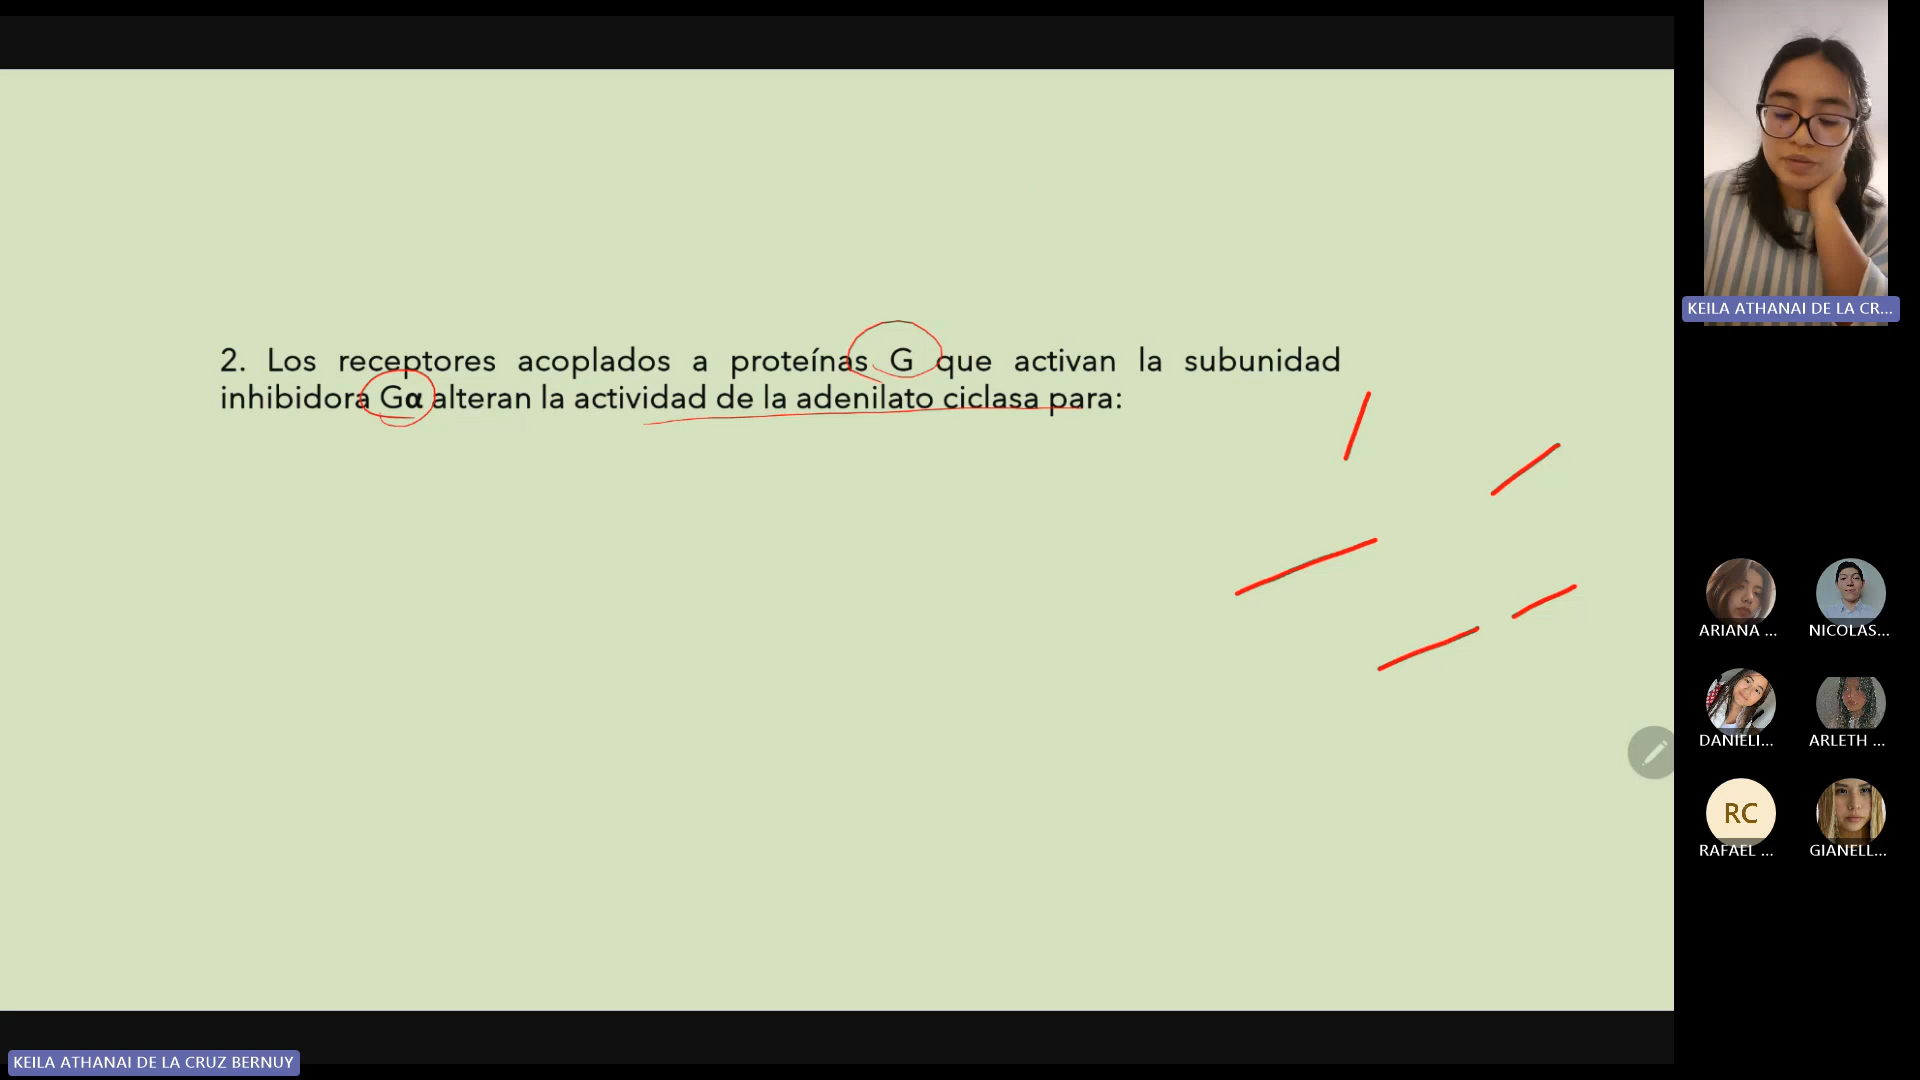 2. Los receptores acoplados a proteínas G que activan la subunidad
inhibidora Gα alteran la actividad de la adenilato ciclasa para:
KEILA ATHANAI DE LA CR...
ARIANA ...
NICOLAS...
DANIELI...
ARLETH ...
RC
RAFAEL ...
GIANELL...
KEILA ATHANAI DE LA CRUZ BERNUY